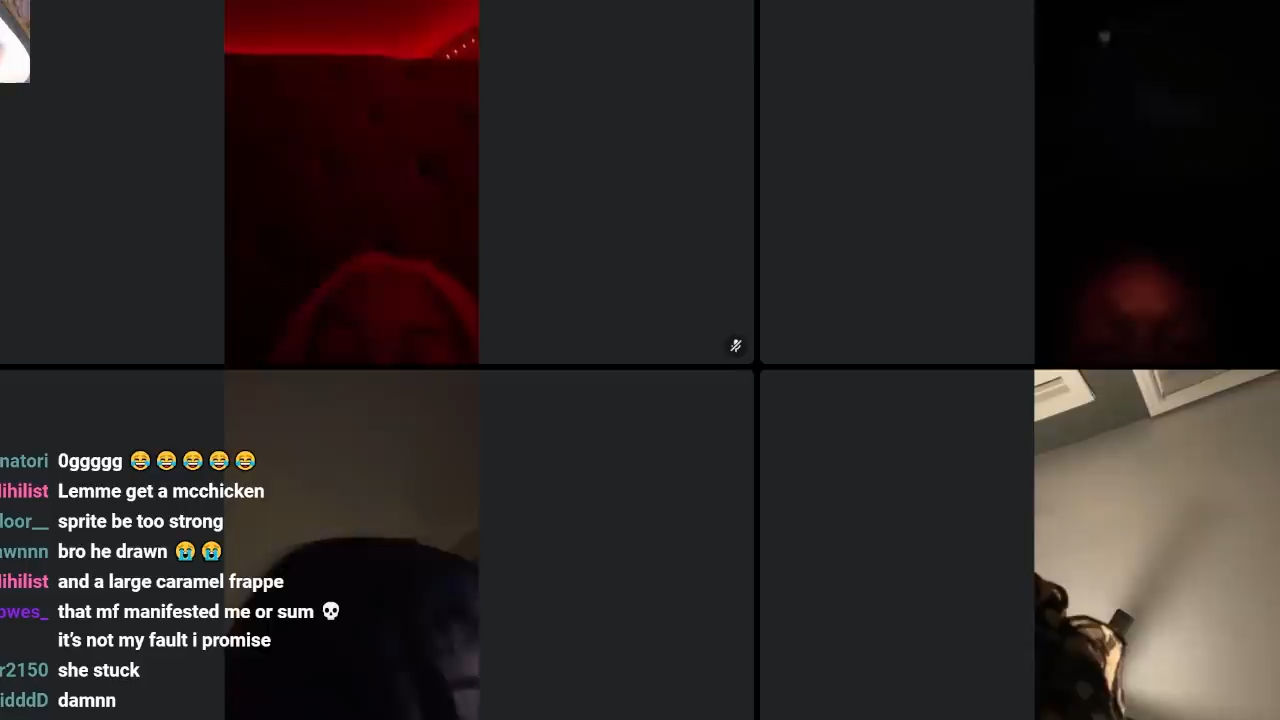 natori 0ggggg 😂 😂 😂 😂 😂
lihilist Lemme get a mcchicken
loor__ sprite be too strong
awnnn bro he drawn 😭 😭
lihilist and a large caramel frappe
owes_ that mf manifested me or sum 💀
it's not my fault i promise
r2150 she stuck
idddD damnn